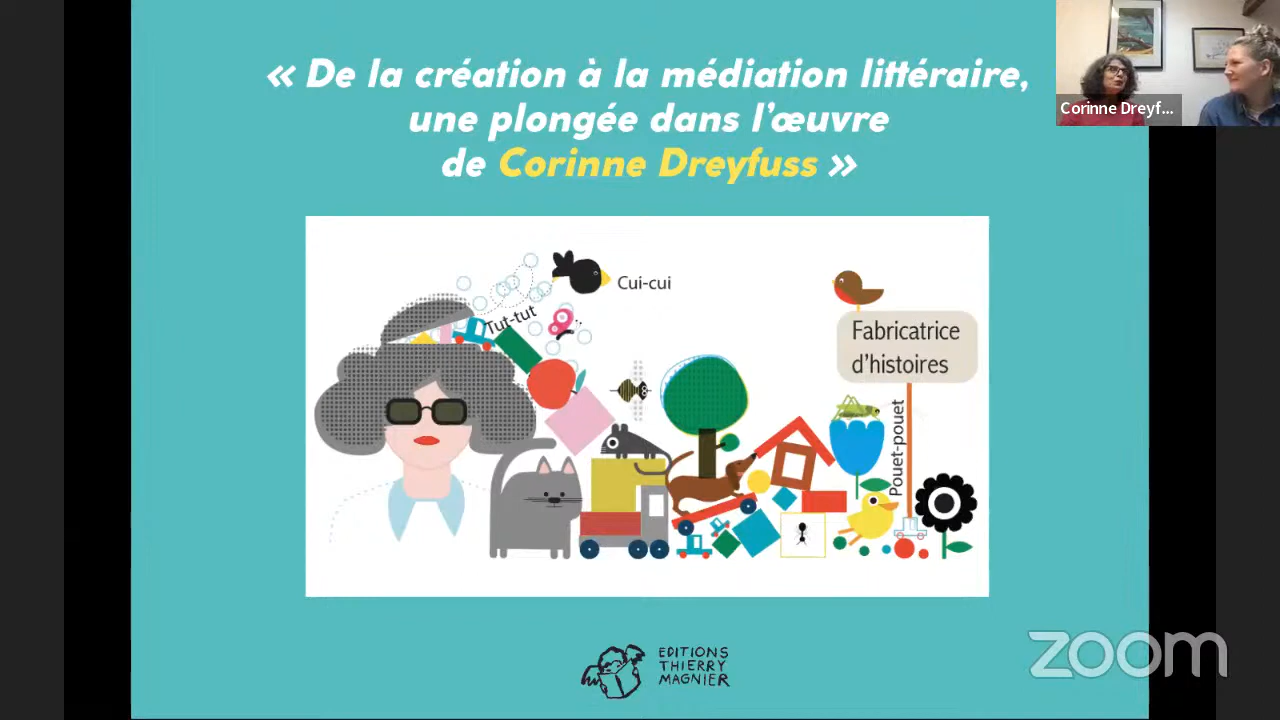 « De la création à la médiation littéraire,
une plongée dans l'œuvre
de Corinne Dreyfuss »
Corinne Dreyf...
Cui-cui
Tut-tut
Fabricatrice
d'histoires
Pouet-pouet
EDITIONS
THIERRY
MAGNIER
zoom